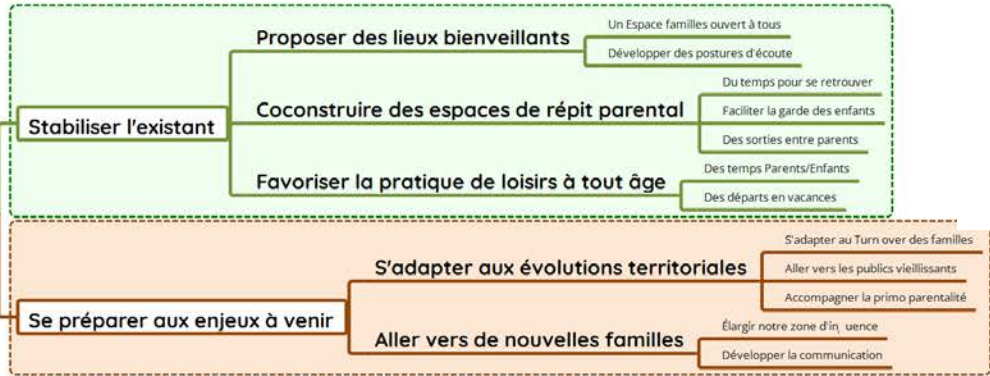 Stabiliser l'existant
Proposer des lieux bienveillants
Un Espace familles ouvert à tous
Développer des postures d'écoute
Coconstruire des espaces de répit parental
Du temps pour se retrouver
Faciliter la garde des enfants
Des sorties entre parents
Favoriser la pratique de loisirs à tout âge
Des temps Parents/Enfants
Des départs en vacances
Se préparer aux enjeux à venir
S'adapter aux évolutions territoriales
S'adapter au Turn over des familles
Aller vers les publics vieillissants
Accompagner la primo parentalité
Aller vers de nouvelles familles
Élargir notre zone d'in uence
Développer la communication